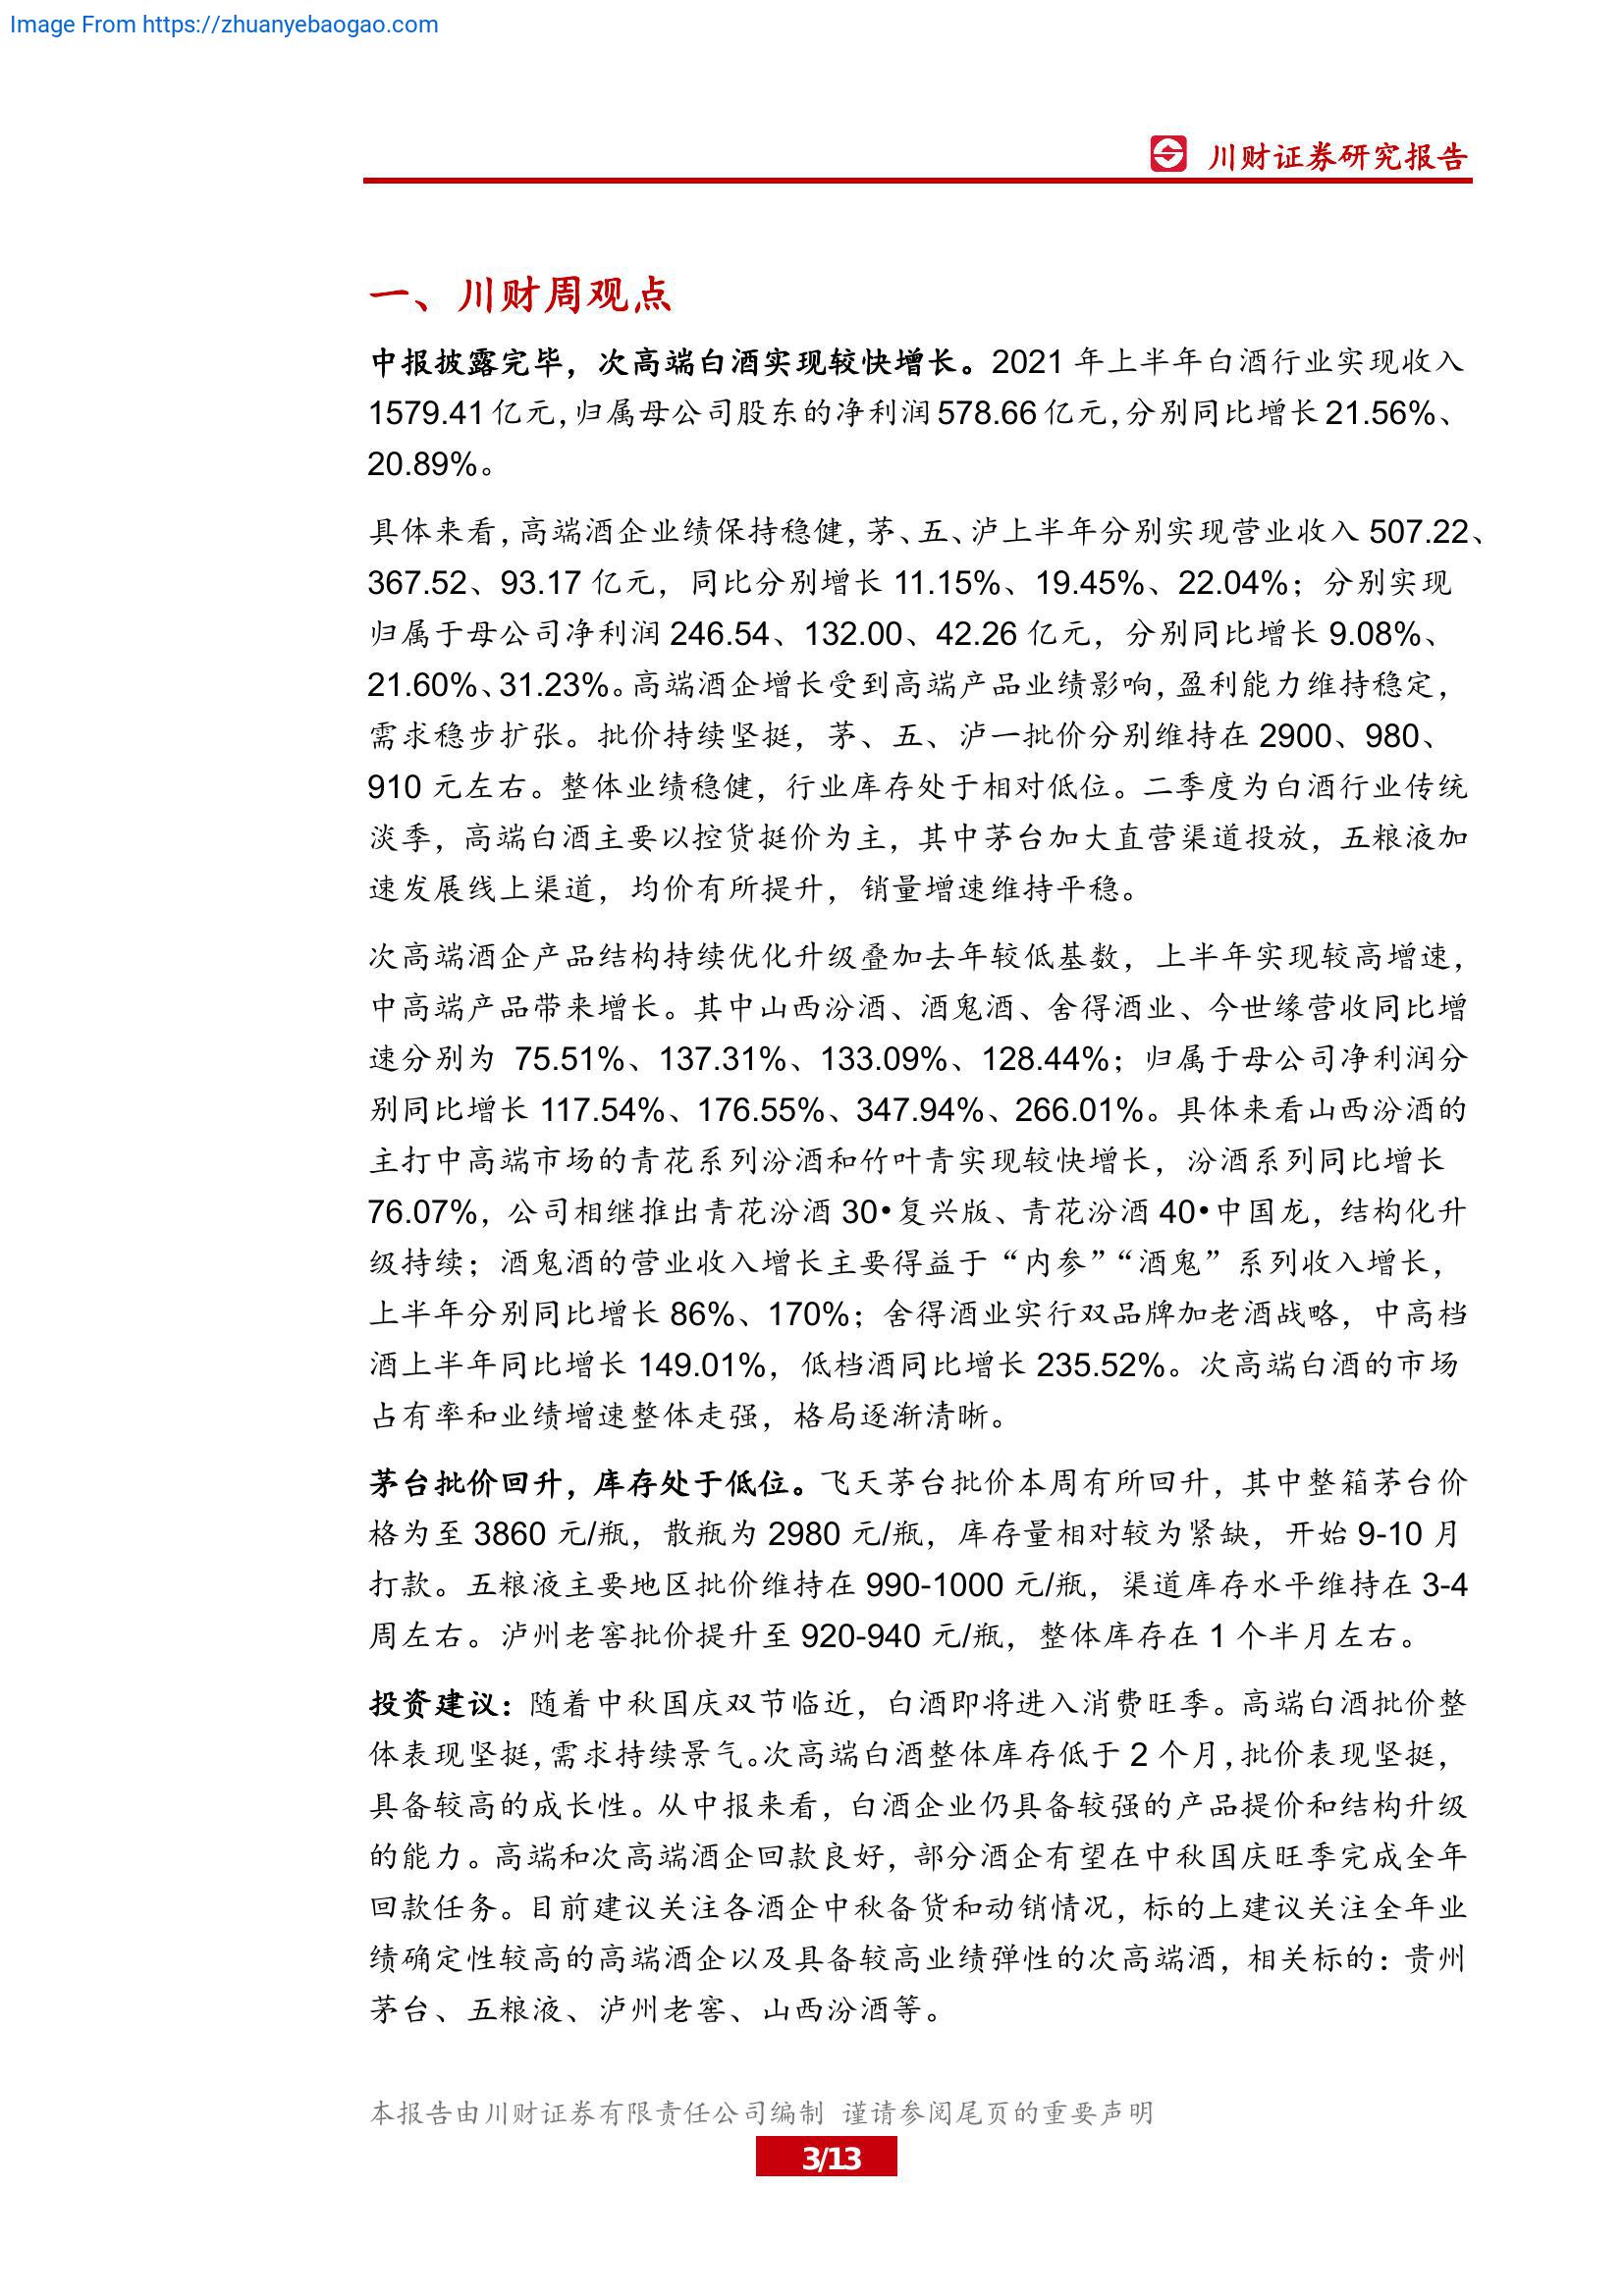 Image From https://zhuanyebaogao.com
川财证券研究报告
一、川财周观点
中报披露完毕，次高端白酒实现较快增长。2021 年上半年白酒行业实现收入
1579.41 亿元，归属母公司股东的净利润 578.66 亿元，分别同比增长 21.56%、
20.89%。
具体来看，高端酒企业绩保持稳健，茅、五、泸上半年分别实现营业收入 507.22、
367.52、93.17 亿元，同比分别增长 11.15%、19.45%、22.04%；分别实现
归属于母公司净利润 246.54、132.00、42.26 亿元，分别同比增长 9.08%、
21.60%、31.23%。高端酒企增长受到高端产品业绩影响，盈利能力维持稳定，
需求稳步扩张。批价持续坚挺，茅、五、泸一批价分别维持在 2900、980、
910 元左右。整体业绩稳健，行业库存处于相对低位。二季度为白酒行业传统
淡季，高端白酒主要以控货挺价为主，其中茅台加大直营渠道投放，五粮液加
速发展线上渠道，均价有所提升，销量增速维持平稳。
次高端酒企产品结构持续优化升级叠加去年较低基数，上半年实现较高增速，
中高端产品带来增长。其中山西汾酒、酒鬼酒、舍得酒业、今世缘营收同比增
速分别为 75.51%、137.31%、133.09%、128.44%；归属于母公司净利润分
别同比增长 117.54%、176.55%、347.94%、266.01%。具体来看山西汾酒的
主打中高端市场的青花系列汾酒和竹叶青实现较快增长，汾酒系列同比增长
76.07%，公司相继推出青花汾酒 30•复兴版、青花汾酒 40•中国龙，结构化升
级持续；酒鬼酒的营业收入增长主要得益于“内参”“酒鬼”系列收入增长，
上半年分别同比增长 86%、170%；舍得酒业实行双品牌加老酒战略，中高档
酒上半年同比增长 149.01%，低档酒同比增长 235.52%。次高端白酒的市场
占有率和业绩增速整体走强，格局逐渐清晰。
茅台批价回升，库存处于低位。飞天茅台批价本周有所回升，其中整箱茅台价
格为至 3860 元/瓶，散瓶为 2980 元/瓶，库存量相对较为紧缺，开始 9-10 月
打款。五粮液主要地区批价维持在 990-1000 元/瓶，渠道库存水平维持在 3-4
周左右。泸州老窖批价提升至 920-940 元/瓶，整体库存在 1 个半月左右。
投资建议：随着中秋国庆双节临近，白酒即将进入消费旺季。高端白酒批价整
体表现坚挺，需求持续景气。次高端白酒整体库存低于 2 个月，批价表现坚挺，
具备较高的成长性。从中报来看，白酒企业仍具备较强的产品提价和结构升级
的能力。高端和次高端酒企回款良好，部分酒企有望在中秋国庆旺季完成全年
回款任务。目前建议关注各酒企中秋备货和动销情况，标的上建议关注全年业
绩确定性较高的高端酒企以及具备较高业绩弹性的次高端酒，相关标的：贵州
茅台、五粮液、泸州老窖、山西汾酒等。
本报告由川财证券有限责任公司编制 谨请参阅尾页的重要声明
3/13